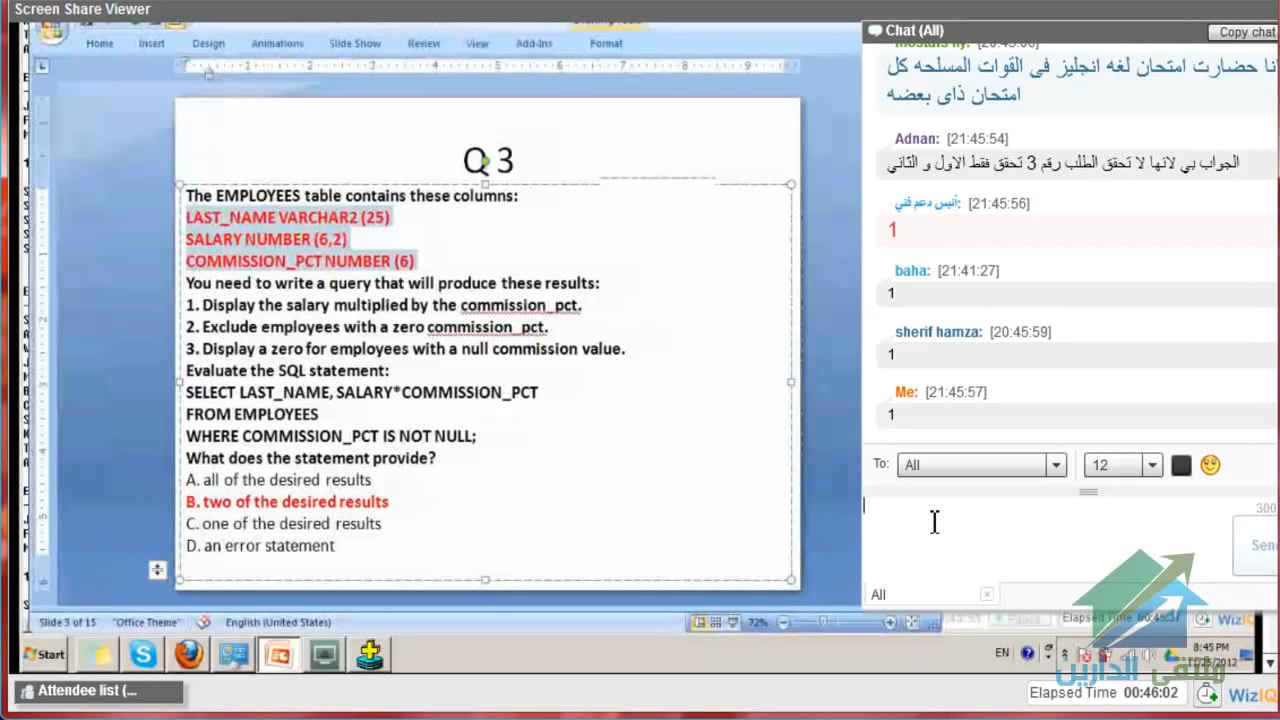 Screen Share Viewer
Home Insert Design Animations Slide Show Review View Add-Ins Format
Q 3
The EMPLOYEES table contains these columns:
LAST_NAME VARCHAR2 (25)
SALARY NUMBER (6,2)
COMMISSION_PCT NUMBER (6)
You need to write a query that will produce these results:
1. Display the salary multiplied by the commission_pct.
2. Exclude employees with a zero commission_pct.
3. Display a zero for employees with a null commission value.
Evaluate the SQL statement:
SELECT LAST_NAME, SALARY*COMMISSION_PCT
FROM EMPLOYEES
WHERE COMMISSION_PCT IS NOT NULL;
What does the statement provide?
A. all of the desired results
B. two of the desired results
C. one of the desired results
D. an error statement
Slide 3 of 15 "Office Theme" English (United States) 72%
Start EN 8:45 PM
11/25/2012
Attendee list (...
Chat (All) Copy chat
انا حضارت امتحان لغه انجليز فى القوات المسلحه كل
امتحان ذاى بعضه
Adnan: [21:45:54]
الجواب بي لانها لا تحقق الطلب رقم 3 تحقق فقط الاول و الثاني
أنيس دعم فني: [21:45:56]
1
baha: [21:41:27]
1
sherif hamza: [20:45:59]
1
Me: [21:45:57]
1
To: All 12
300
Send
All
ملتقى الدارين
Elapsed Time 00:46:02
WizIQ